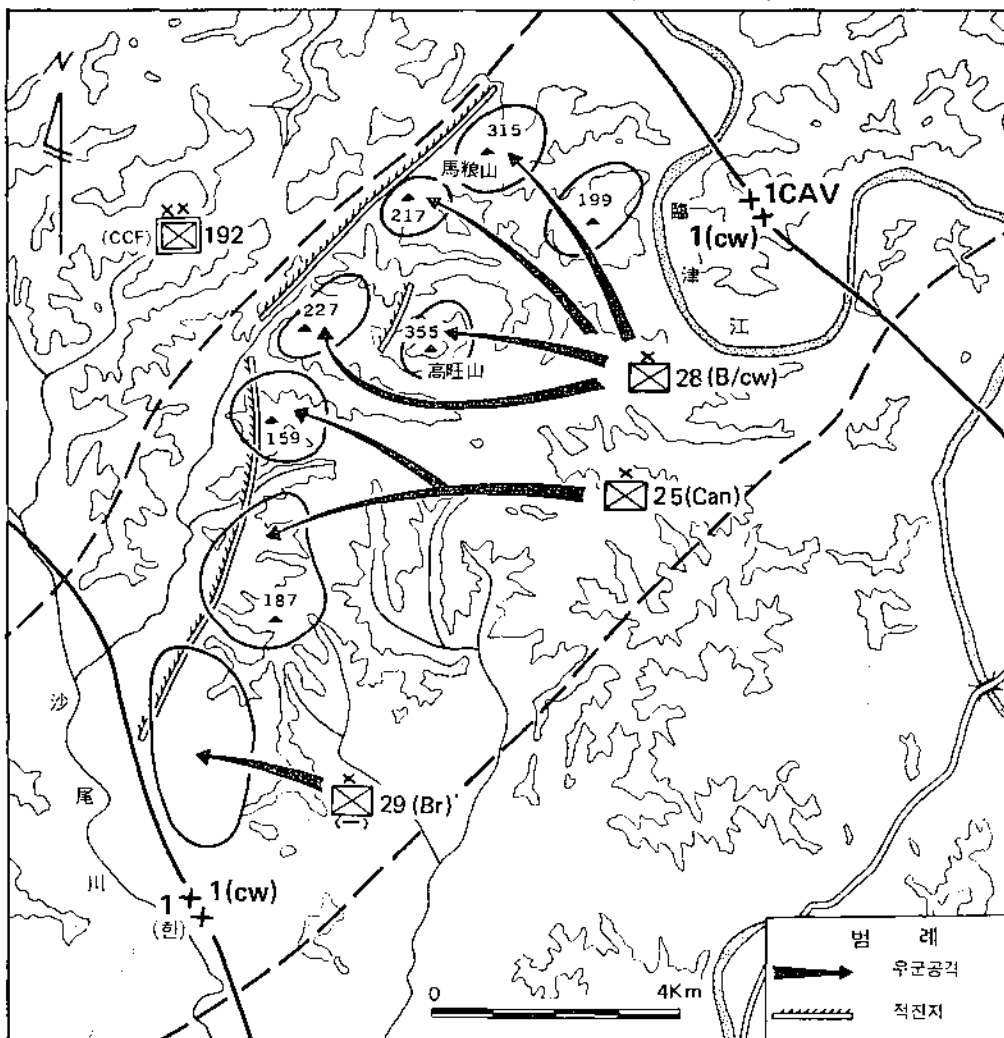 N
315
馬粮山
217
199
1CAV
1(cw)
臨
津
江
(CCF)
192
227
355
高旺山
28 (B/cw)
159
25(Can)
187
29 (Br)
(一)
沙
尾
川
1
(한)
1(cw)
0
4Km
범 례
우군공격
적진지